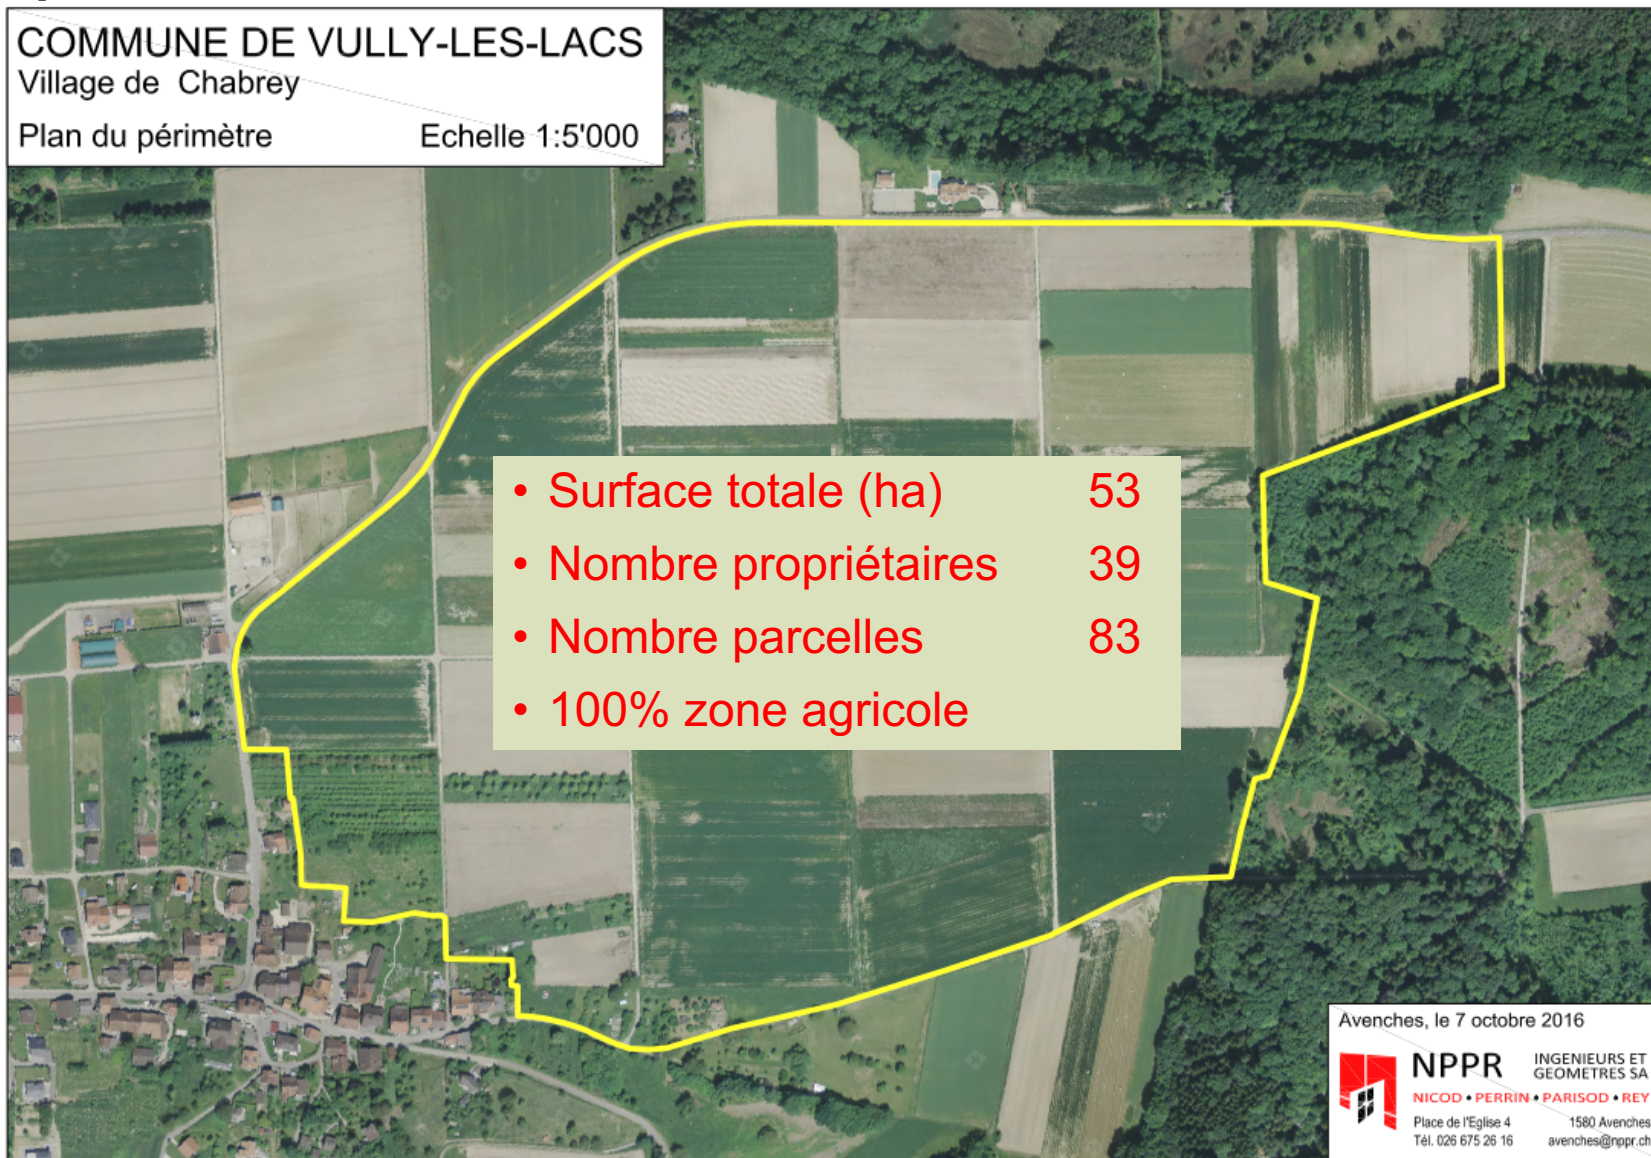 COMMUNE DE VULLY-LES-LACS
Village de Chabrey
Plan du périmètre Echelle 1:5'000
• Surface totale (ha) 53
• Nombre propriétaires 39
• Nombre parcelles 83
• 100% zone agricole
Avenches, le 7 octobre 2016
NPPR INGENIEURS ET
GEOMETRES SA
NICOD • PERRIN • PARISOD • REY
Place de l'Eglise 4 1580 Avenches
Tél. 026 675 26 16 avenches@nppr.ch